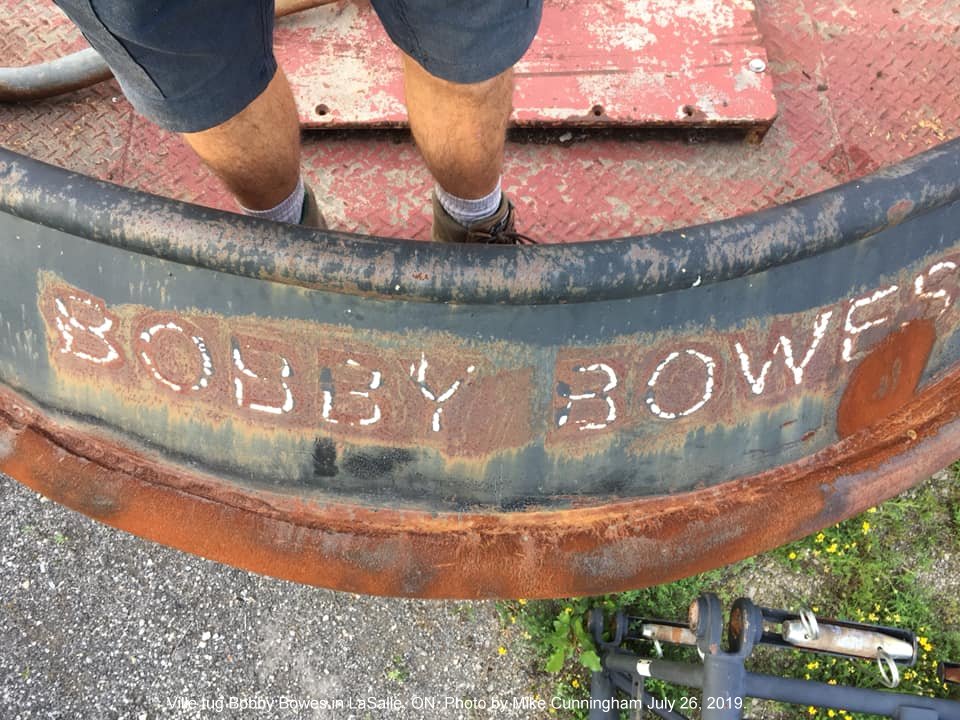 BOBBY BOWES
© Ville tug Bobby Bowes in LaSalle, ON. Photo by Mike Cunningham July 26, 2019.